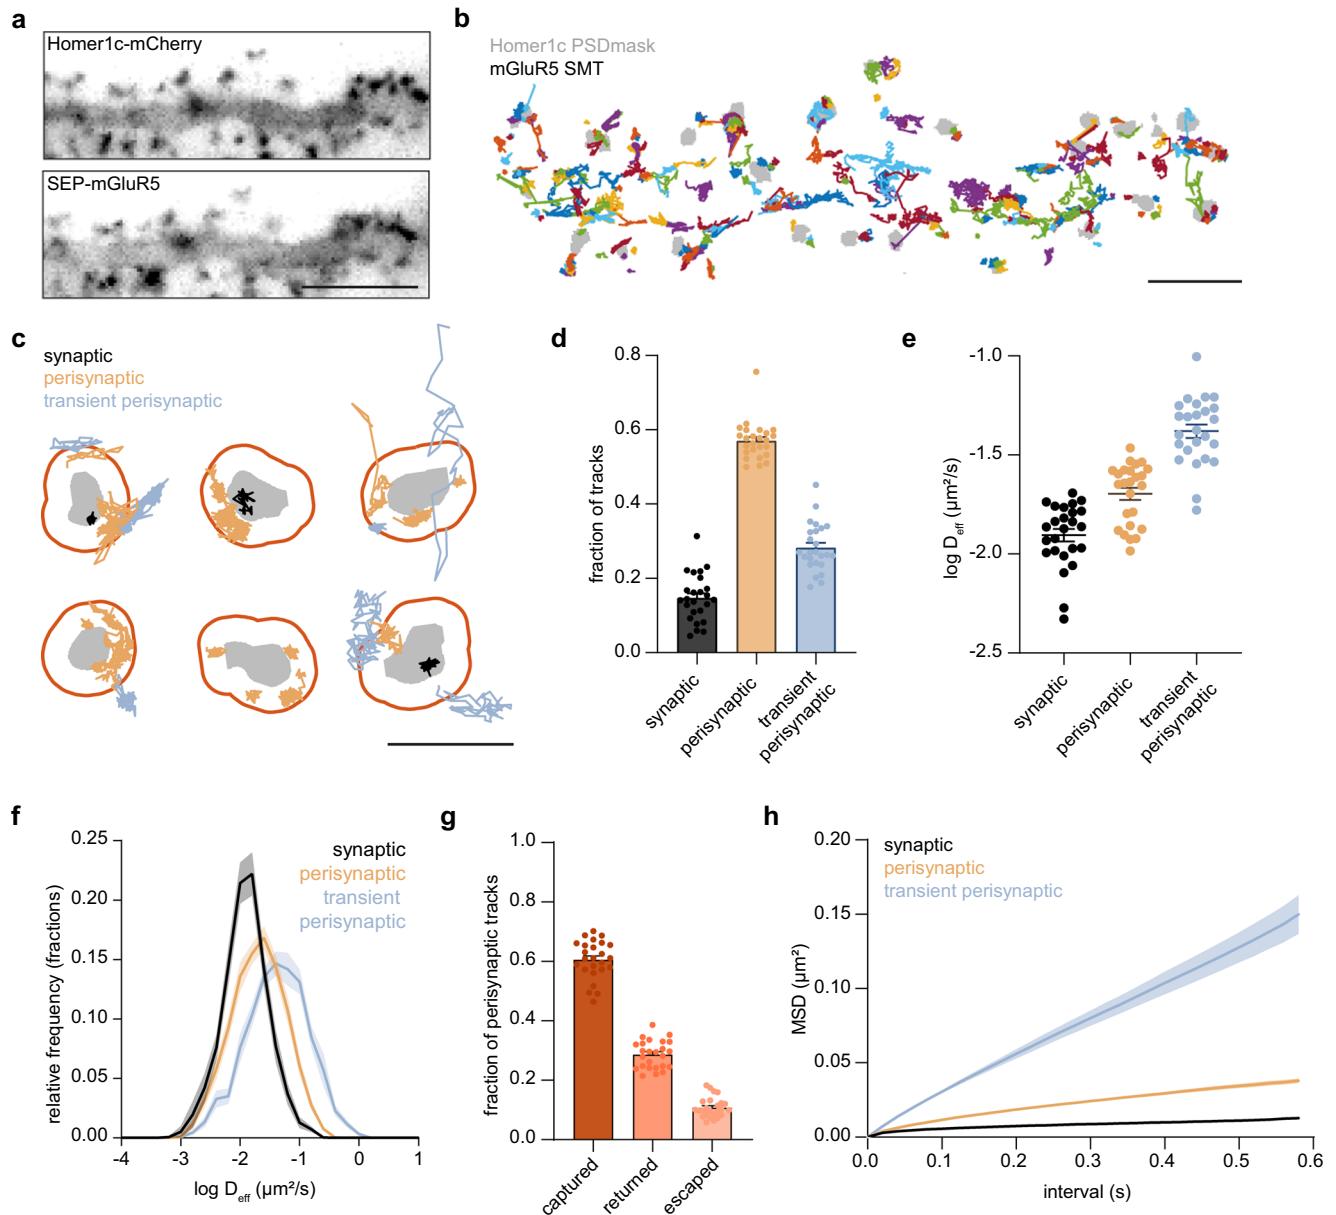 a
Homer1c-mCherry
SEP-mGluR5
b
Homer1c PSDmask
mGluR5 SMT
c
synaptic
perisynaptic
transient perisynaptic
d
fraction of tracks
0.8
0.6
0.4
0.2
0.0
synaptic
perisynaptic
transient
perisynaptic
e
log D_eff (µm²/s)
-1.0
-1.5
-2.0
-2.5
synaptic
perisynaptic
transient
perisynaptic
f
relative frequency (fractions)
0.25
0.20
0.15
0.10
0.05
0.00
synaptic
perisynaptic
transient
perisynaptic
-4 -3 -2 -1 0 1
log D_eff (µm²/s)
g
fraction of perisynaptic tracks
1.0
0.8
0.6
0.4
0.2
0.0
captured
returned
escaped
h
MSD (µm²)
0.20
0.15
0.10
0.05
0.00
synaptic
perisynaptic
transient perisynaptic
0.0 0.1 0.2 0.3 0.4 0.5 0.6
interval (s)